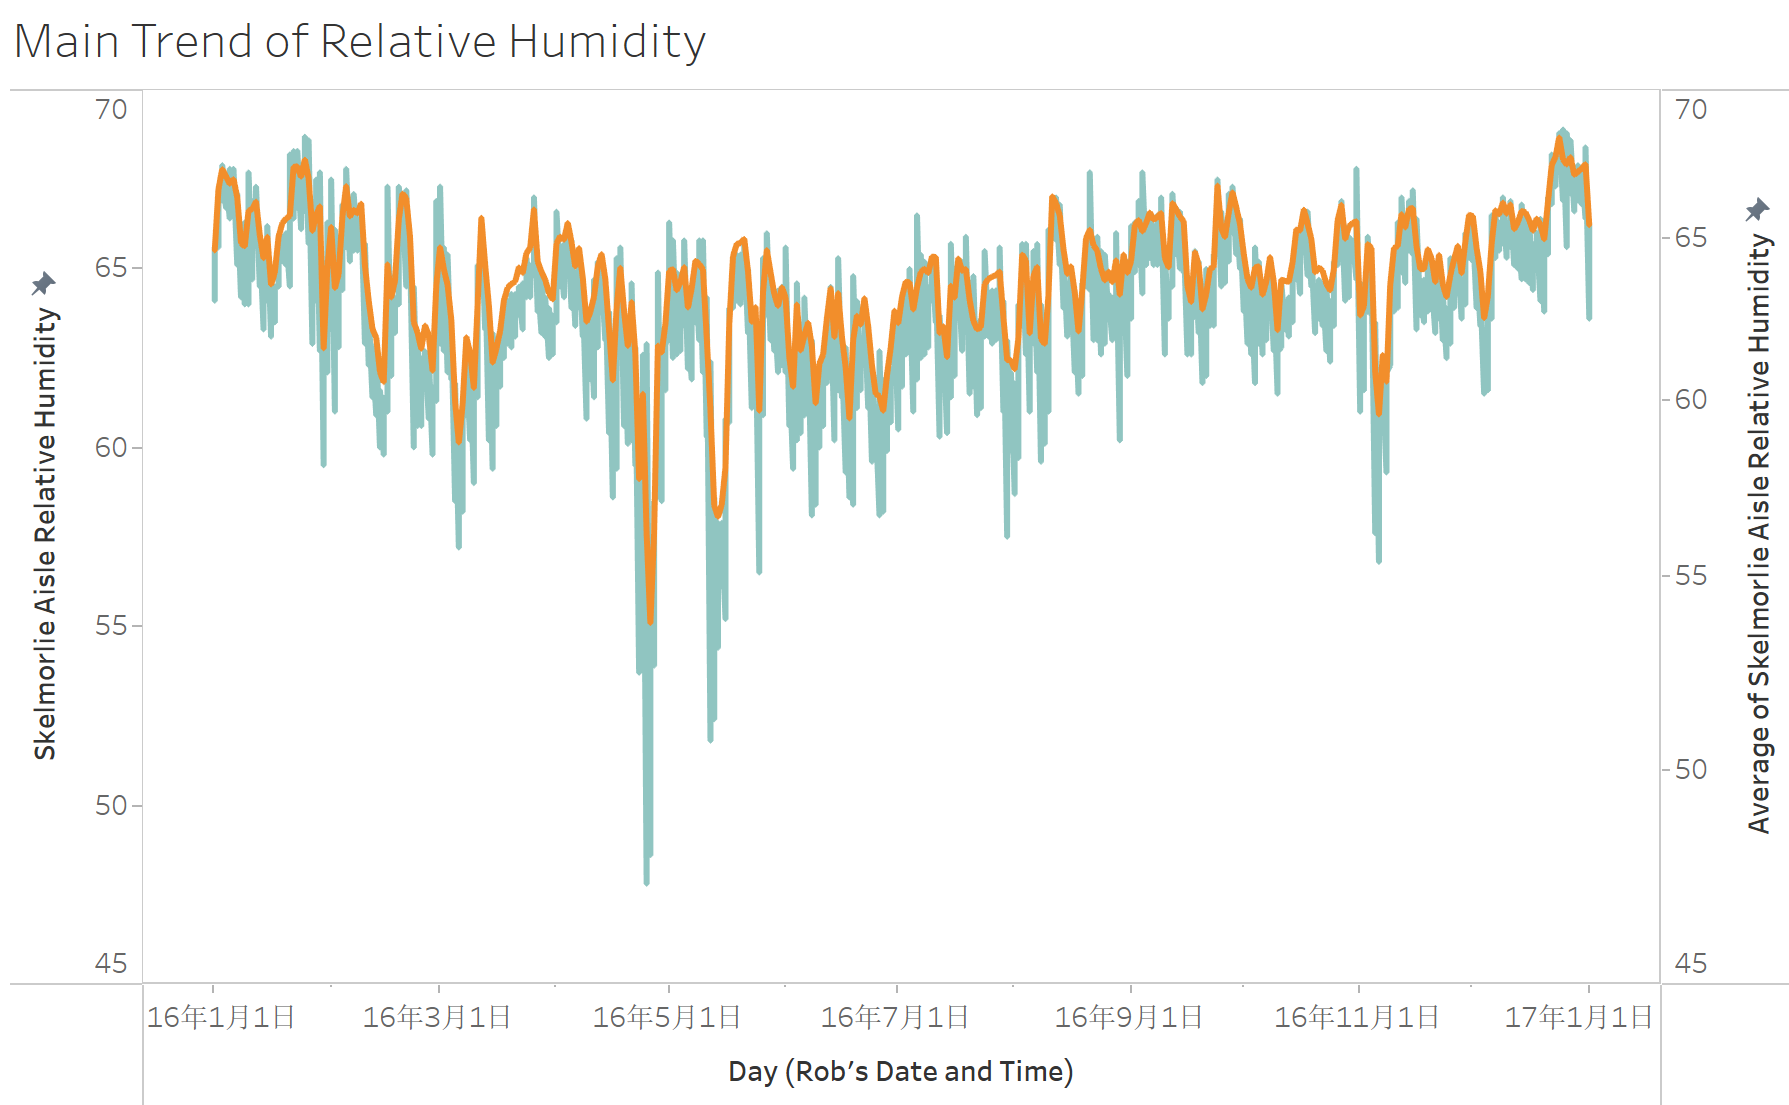 Main Trend of Relative Humidity
70
65
60
55
50
45
Skelmorlie Aisle Relative Humidity
70
65
60
55
50
45
Average of Skelmorlie Aisle Relative Humidity
16年1月1日 16年3月1日 16年5月1日 16年7月1日 16年9月1日 16年11月1日 17年1月1日
Day (Rob's Date and Time)